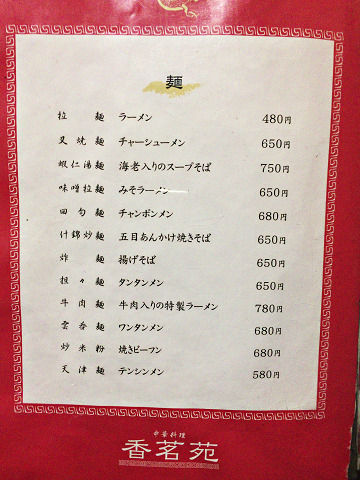 麺
拉麺 ラーメン 480円
叉焼麺 チャーシューメン 650円
蝦仁湯麺 海老入りのスープそば 750円
味噌拉麺 みそラーメン 650円
田旬麺 チャンポンメン 680円
什錦炒麺 五目あんかけ焼きそば 650円
炸麺 揚げそば 650円
担々麺 タンタンメン 650円
牛肉麺 牛肉入りの特製ラーメン 780円
雲呑麺 ワンタンメン 680円
炒米粉 焼きビーフン 680円
天津麺 テンシンメン 580円
中華料理
香茗苑